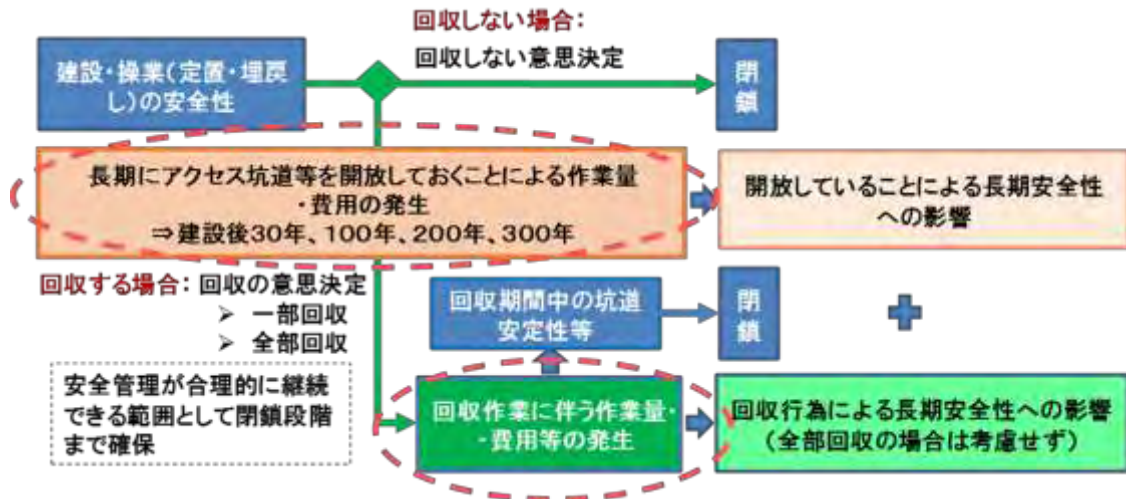 回収しない場合:
回収しない意思決定
建設・操業(定置・埋戻
し)の安全性
閉
鎖
長期にアクセス坑道等を開放しておくことによる作業量
・費用の発生
⇒建設後30年、100年、200年、300年
開放していることによる長期安全性
への影響
回収する場合: 回収の意思決定
➢ 一部回収
➢ 全部回収
回収期間中の坑道
安定性等
閉
鎖
安全管理が合理的に継続
できる範囲として閉鎖段階
まで確保
回収作業に伴う作業量・
・費用等の発生
回収行為による長期安全性への影響
(全部回収の場合は考慮せず)